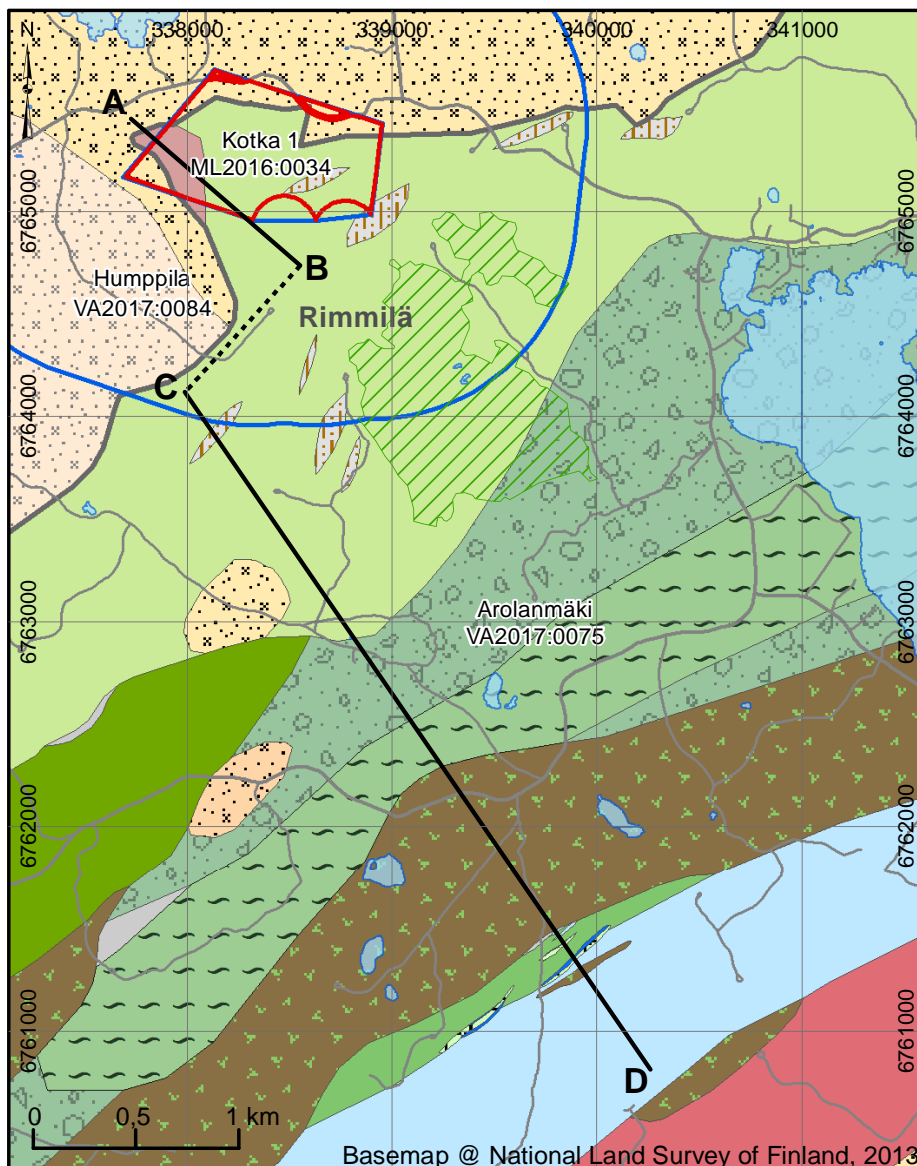 N
338000
339000
340000
341000
A
Kotka 1
ML2016:0034
6765000
6765000
B
Humppila
VA2017:0084
Rimmilä
C
6764000
6764000
Arolanmäki
VA2017:0075
6763000
6763000
6762000
6762000
6761000
6761000
D
0 0,5 1 km
Basemap @ National Land Survey of Finland, 2013